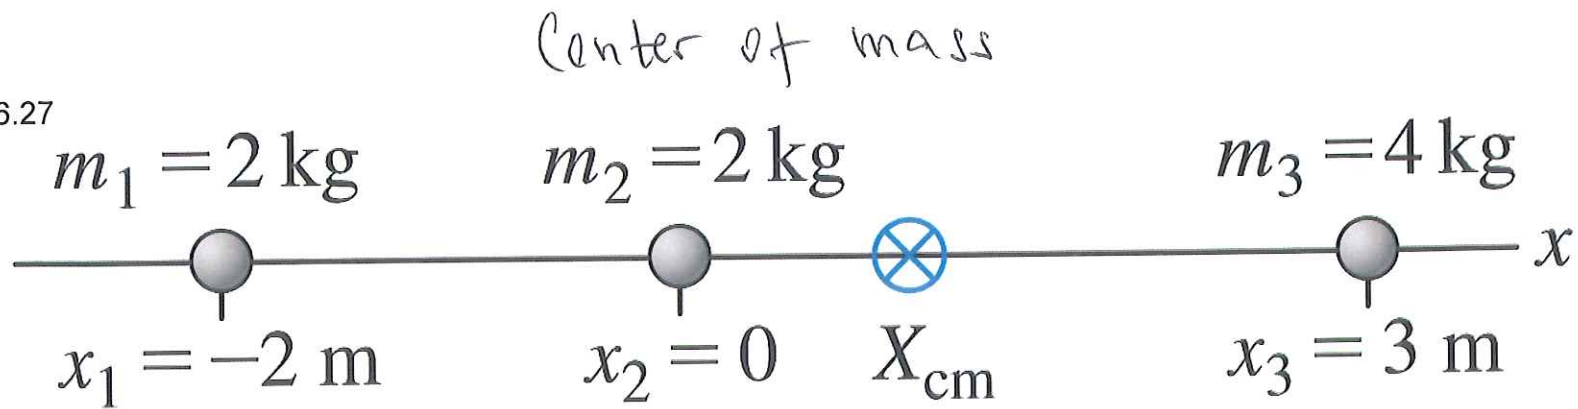 Center of mass
6.27
m₁ = 2 kg m₂ = 2 kg m₃ = 4 kg
x
x₁ = −2 m x₂ = 0 X_cm x₃ = 3 m